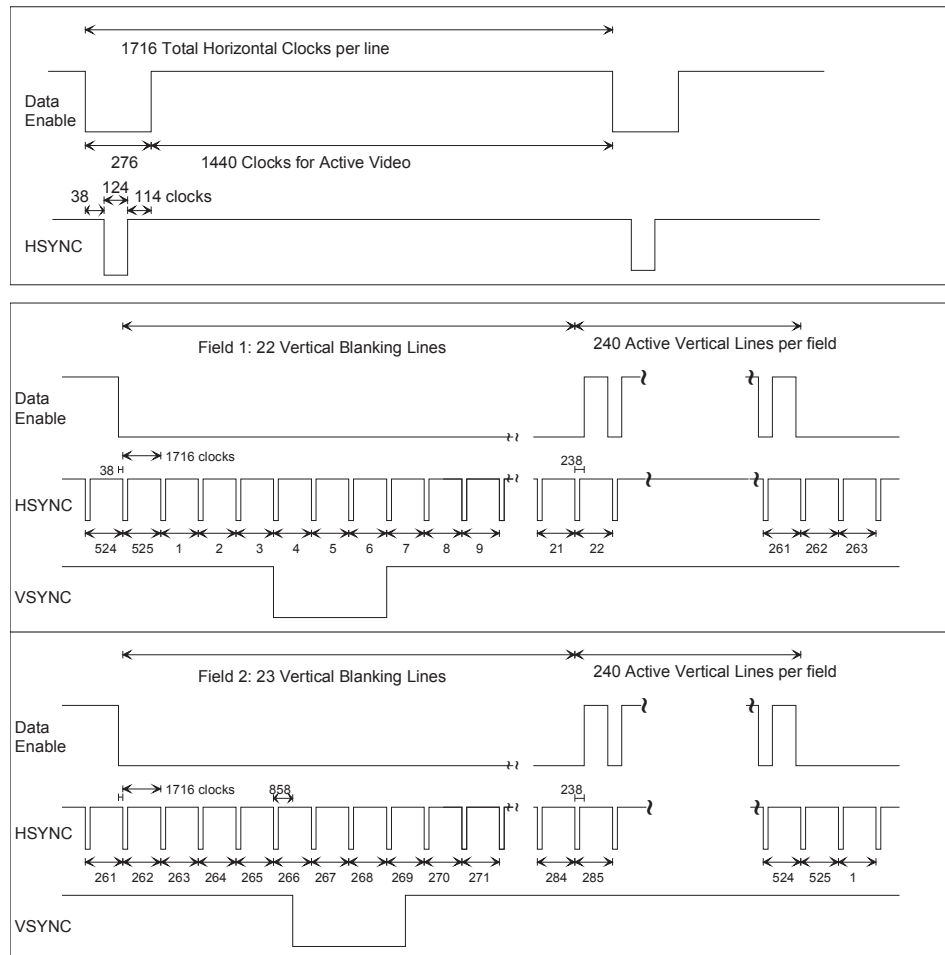 1716 Total Horizontal Clocks per line
Data
Enable
276 1440 Clocks for Active Video
124
38 114 clocks
HSYNC
Field 1: 22 Vertical Blanking Lines 240 Active Vertical Lines per field
Data
Enable
1716 clocks
38 238
HSYNC
524 525 1 2 3 4 5 6 7 8 9 21 22 261 262 263
VSYNC
Field 2: 23 Vertical Blanking Lines 240 Active Vertical Lines per field
Data
Enable
1716 clocks 858 238
HSYNC
261 262 263 264 265 266 267 268 269 270 271 284 285 524 525 1
VSYNC